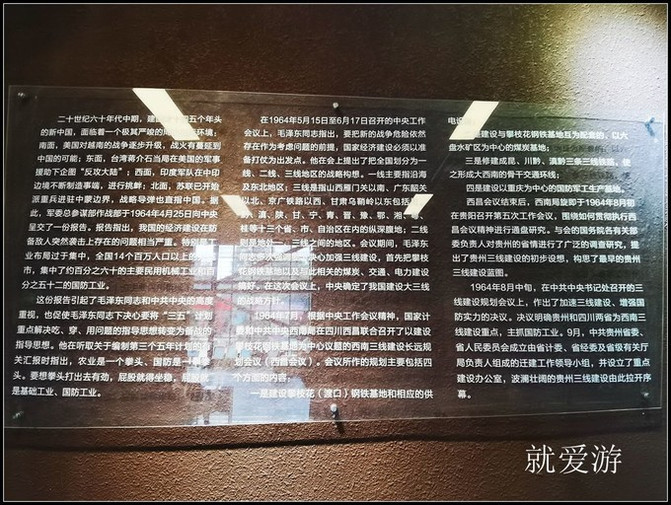 二十世纪六十年代中期，建国十四五个年头
的新中国，面临着一个极其严峻的周边环境：
南面，美国对越南的战争逐步升级，战火有蔓延到
中国的可能；东面，台湾蒋介石当局在美国的军事
援助下企图“反攻大陆”；西面，印度军队在中印
边境不断制造事端，进行挑衅；北面，苏联已开始
派重兵进驻中蒙边界，战略导弹也直指中国。据
此，军委总参谋部作战部于1964年4月25日向中央
呈交了一份报告。报告指出，我国的经济建设在防
备敌人突然袭击上存在的问题相当严重。特别是工
业布局过于集中，全国14个百万人口以上的
市，集中了约百分之六十的主要民用机械工业和百
分之五十二的国防工业。
这份报告引起了毛泽东同志和中共中央的高度
重视，也促使毛泽东同志下决心要将“三五”计划
重点解决吃、穿、用问题的指导思想转变为备战的
指导思想。他在听取关于编制第三个五年计划的有
关汇报时指出，农业是一个拳头、国防是一个拳
头。要想拳头打出去有劲，屁股就得坐稳。屁股就
是基础工业、国防工业。
在1964年5月15日至6月17日召开的中央工作
会议上，毛泽东同志指出，要把新的战争危险依然
存在作为考虑问题的前提，国家经济建设必须以准
备打仗为出发点。他在会上提出了把全国划分为一
线、二线、三线地区的战略构想。一线主要指沿海
及东北地区；三线是指山西雁门关以南、广东韶关
以北、京广铁路以西、甘肃乌鞘岭以东包括
黔、滇、陕、甘、宁、青、晋、豫、鄂、湘、
桂等十三个省、市、自治区在内的纵深腹地；二线
则是地处一、三线之间的地区。会议期间，毛泽东
同志多次强调要下决心加强三线建设，首先把攀枝
花钢铁基地以及与此相关的煤炭、交通、电力建设
搞好。在这次会议上，中央确定了我国建设大三线
的战略方针。
1964年7月，根据中央工作会议精神，国家计
委和中共中央西南局在四川西昌联合召开了以建设
攀枝花钢铁基地为中心议题的西南三线建设长远规
划会议（西昌会议）。会议所作的规划主要包括四
个方面的内容：
一是建设攀枝花（渡口）钢铁基地和相应的供
电设
二是建设与攀枝花钢铁基地互为配套的，以六
盘水矿区为中心的煤炭基地；
三是修建成昆、川黔、滇黔三条三线铁路，使
之形成大西南的骨干交通环线；
四是以建设重庆为中心的国防军工生产基地。
西昌会议结束后，西南局旋即于1964年8月初
在贵阳召开第五次工作会议，围绕如何贯彻执行西
昌会议精神进行通盘研究。与会的国务院各有关部
委负责人对贵州的省情进行了广泛的调查研究，提
出了贵州三线建设的初步设想，构思了最早的贵州
三线建设蓝图。
1964年8月中旬，在中共中央书记处召开的三
线建设规划会议上，作出了加速三线建设、增强国
防实力的决议。决议明确贵州和四川两省为西南三
线建设重点，主抓国防工业。9月，中共贵州省委、
省人民委员会成立由省计委、省经委及省级有关厅
局负责人组成的迁建工作领导小组，并设立了重点
建设办公室，波澜壮阔的贵州三线建设由此拉开序
幕。
就爱游